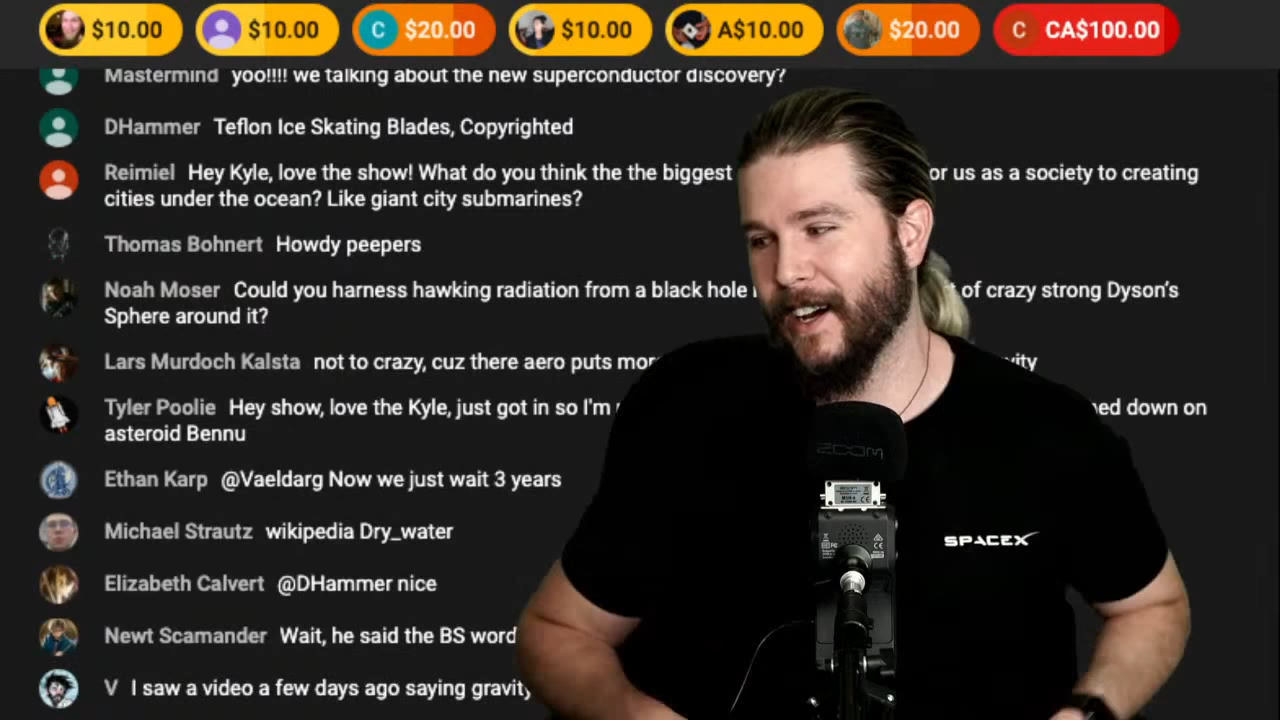 $10.00 $10.00 C $20.00 $10.00 A$10.00 $20.00 C CA$100.00
Mastermind yoo!!!! we talking about the new superconductor discovery?
DHammer Teflon Ice Skating Blades, Copyrighted
Reimiel Hey Kyle, love the show! What do you think the the biggest or us as a society to creating
cities under the ocean? Like giant city submarines?
Thomas Bohnert Howdy peepers
Noah Moser Could you harness hawking radiation from a black hole t of crazy strong Dyson's
Sphere around it?
Lars Murdoch Kalsta not to crazy, cuz there aero puts mor vity
Tyler Poolie Hey show, love the Kyle, just got in so I'm ed down on
asteroid Bennu
Ethan Karp @Vaeldarg Now we just wait 3 years
Michael Strautz wikipedia Dry_water
ZOOM
Elizabeth Calvert @DHammer nice
SPACEX
Newt Scamander Wait, he said the BS word
V I saw a video a few days ago saying gravity